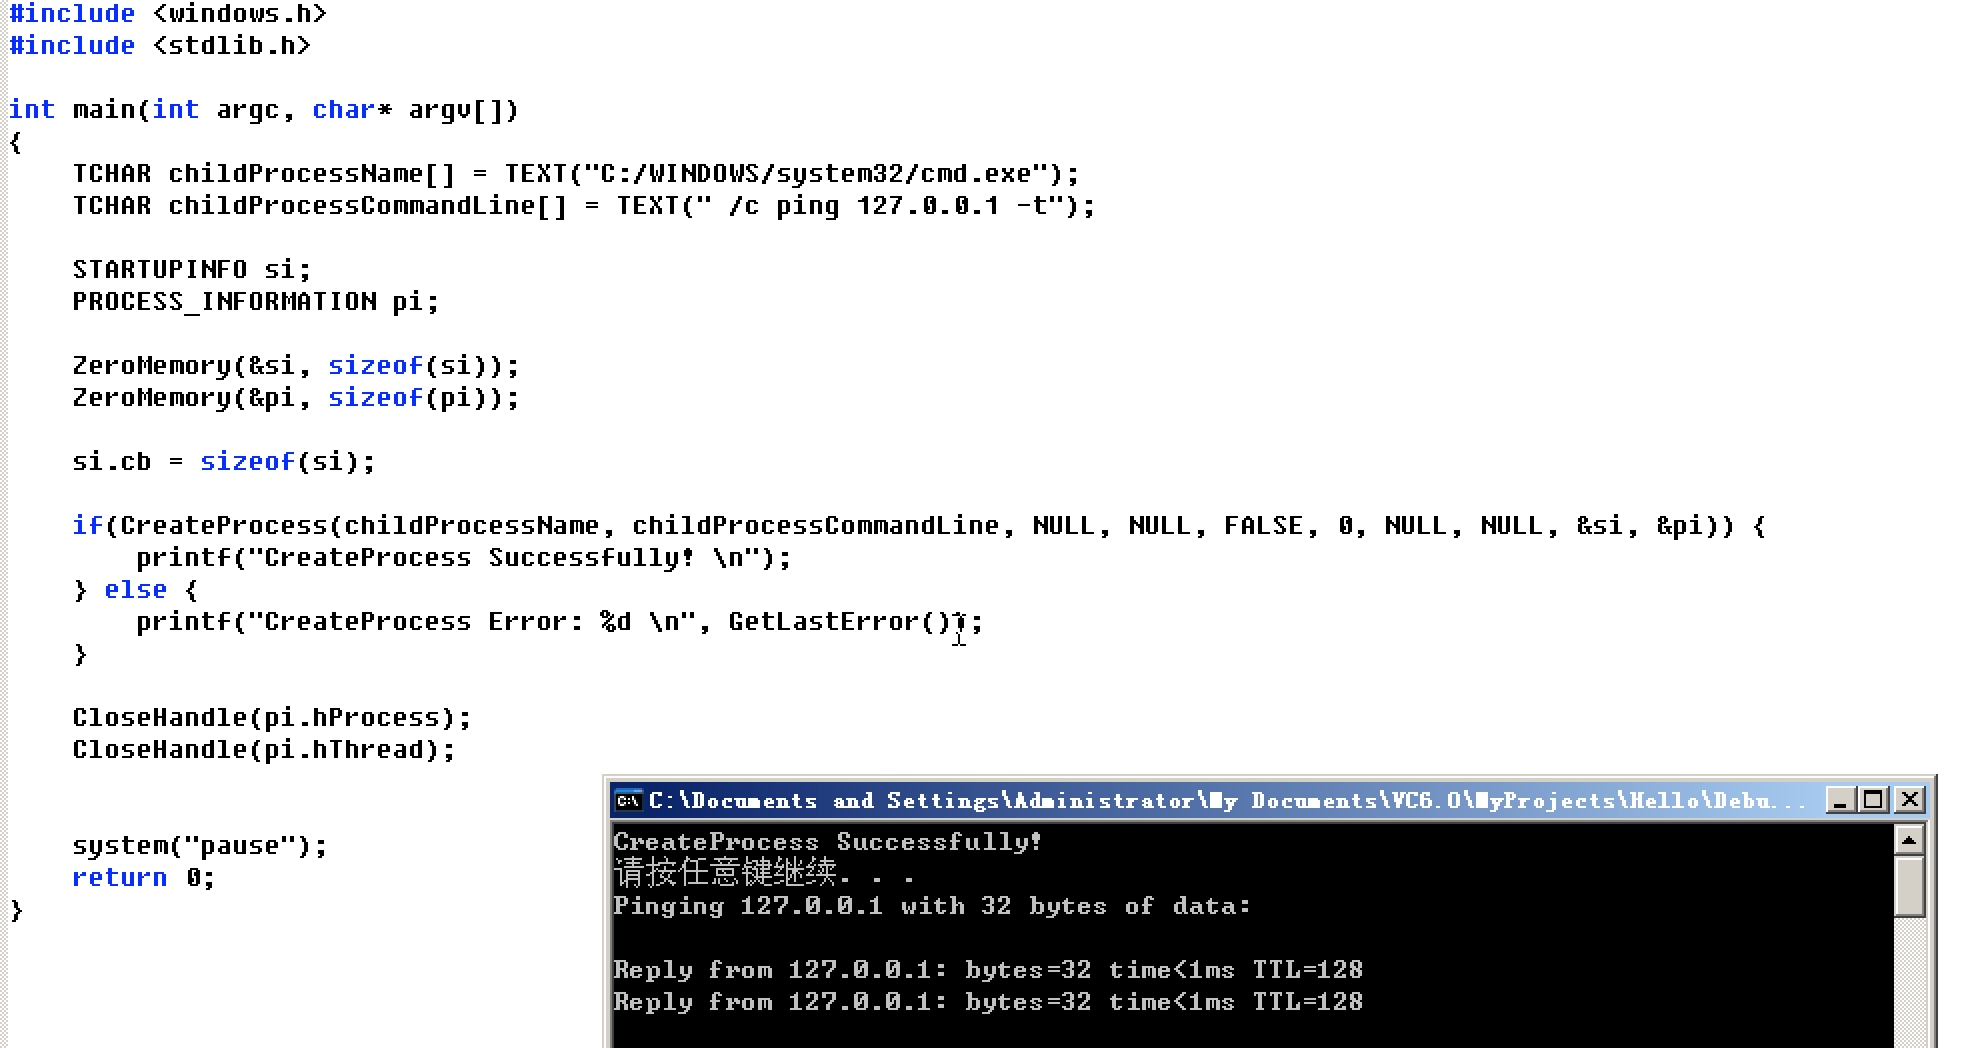 #include <windows.h>
#include <stdlib.h>
int main(int argc, char* argv[])
{
TCHAR childProcessName[] = TEXT("C:/WINDOWS/system32/cmd.exe");
TCHAR childProcessCommandLine[] = TEXT(" /c ping 127.0.0.1 -t");
STARTUPINFO si;
PROCESS_INFORMATION pi;
ZeroMemory(&si, sizeof(si));
ZeroMemory(&pi, sizeof(pi));
si.cb = sizeof(si);
if(CreateProcess(childProcessName, childProcessCommandLine, NULL, NULL, FALSE, 0, NULL, NULL, &si, &pi)) {
printf("CreateProcess Successfully! \n");
} else {
printf("CreateProcess Error: %d \n", GetLastError());
}
CloseHandle(pi.hProcess);
CloseHandle(pi.hThread);
system("pause");
return 0;
}
C:\Documents and Settings\Administrator\My Documents\VC6.0\MyProjects\Hello\Debu...
CreateProcess Successfully!
请按任意键继续. . .
Pinging 127.0.0.1 with 32 bytes of data:
Reply from 127.0.0.1: bytes=32 time<1ms TTL=128
Reply from 127.0.0.1: bytes=32 time<1ms TTL=128